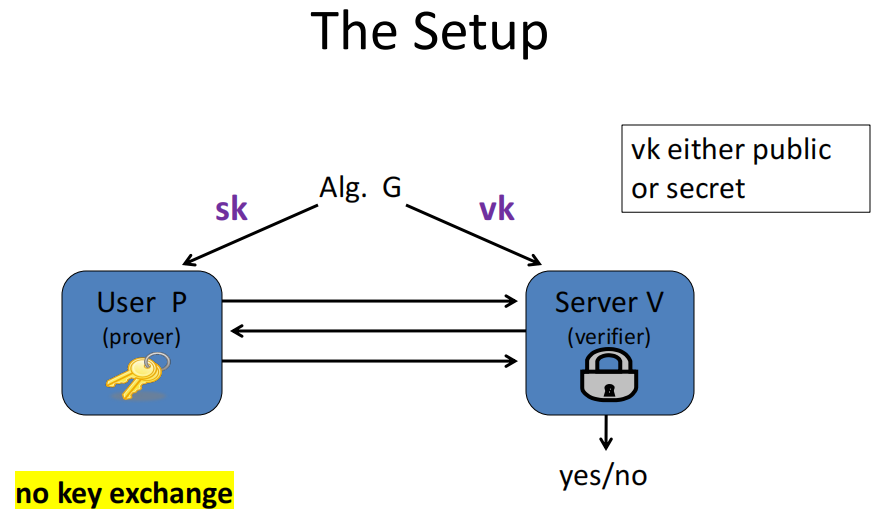 The Setup
vk either public
or secret
Alg. G
sk
vk
User P
(prover)
Server V
(verifier)
yes/no
no key exchange